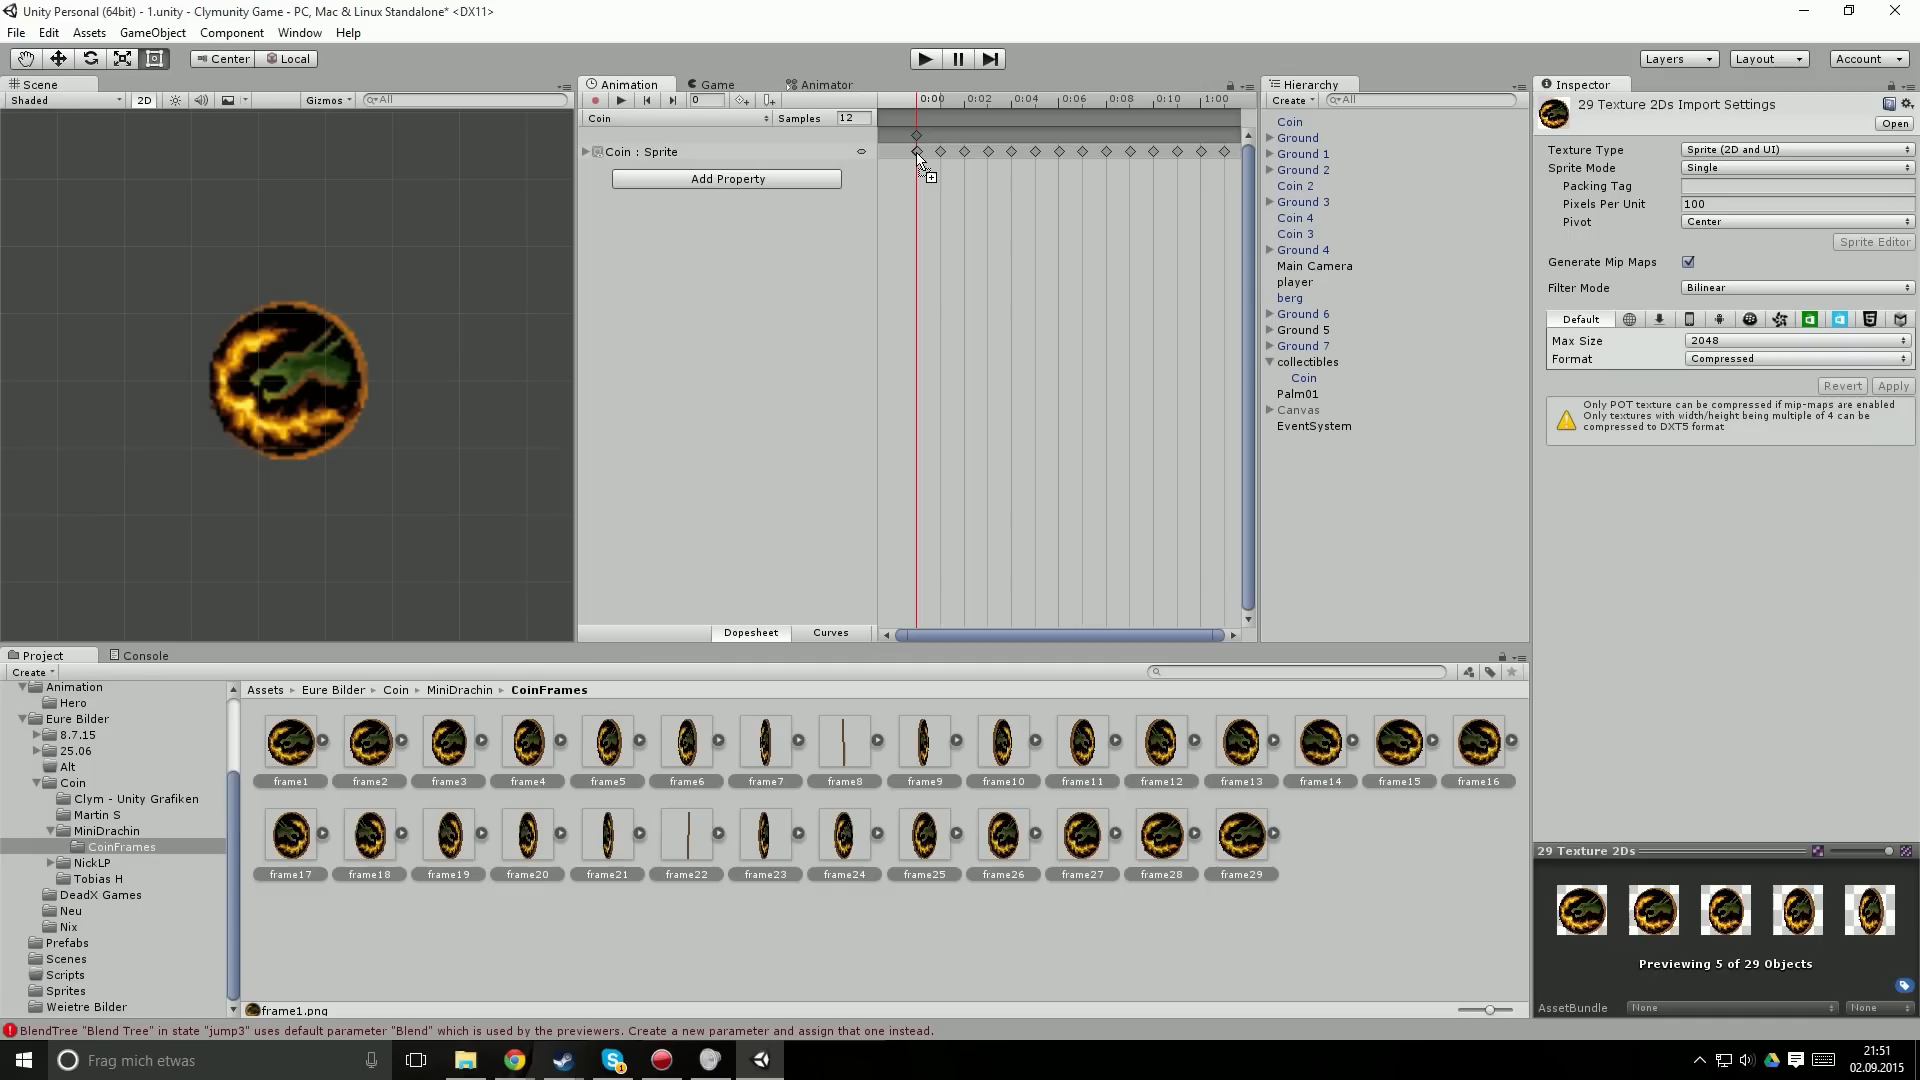 Unity Personal (64bit) - 1.unity - Clymunity Game - PC, Mac & Linux Standalone* <DX11>
File Edit Assets GameObject Component Window Help
Center Local Layers Layout Account
Scene
Shaded 2D Gizmos All
Animation Game Animator
0 0:00 0:02 0:04 0:06 0:08 0:10 1:00
Coin Samples 12
Coin : Sprite
Add Property
Dopesheet Curves
Hierarchy
Create All
Coin
Ground
Ground 1
Ground 2
Coin 2
Ground 3
Coin 4
Coin 3
Ground 4
Main Camera
player
berg
Ground 6
Ground 5
Ground 7
collectibles
Coin
Palm01
Canvas
EventSystem
Inspector
29 Texture 2Ds Import Settings
Open
Texture Type Sprite (2D and UI)
Sprite Mode Single
Packing Tag
Pixels Per Unit 100
Pivot Center
Sprite Editor
Generate Mip Maps
Filter Mode Bilinear
Default
Max Size 2048
Format Compressed
Revert Apply
Only POT texture can be compressed if mip-maps are enabled
Only textures with width/height being multiple of 4 can be
compressed to DXT5 format
Project Console
Create
Animation
Hero
Eure Bilder
8.7.15
25.06
Alt
Coin
Clym - Unity Grafiken
Martin S
MiniDrachin
CoinFrames
NickLP
Tobias H
DeadX Games
Neu
Nix
Prefabs
Scenes
Scripts
Sprites
Weietre Bilder
Assets Eure Bilder Coin MiniDrachin CoinFrames
frame1 frame2 frame3 frame4 frame5 frame6 frame7 frame8 frame9 frame10 frame11 frame12 frame13 frame14 frame15 frame16
frame17 frame18 frame19 frame20 frame21 frame22 frame23 frame24 frame25 frame26 frame27 frame28 frame29
frame1.png
29 Texture 2Ds
Previewing 5 of 29 Objects
AssetBundle None None
BlendTree "Blend Tree" in state "jump3" uses default parameter "Blend" which is used by the previewers. Create a new parameter and assign that one instead.
Frag mich etwas
1
21:51
02.09.2015